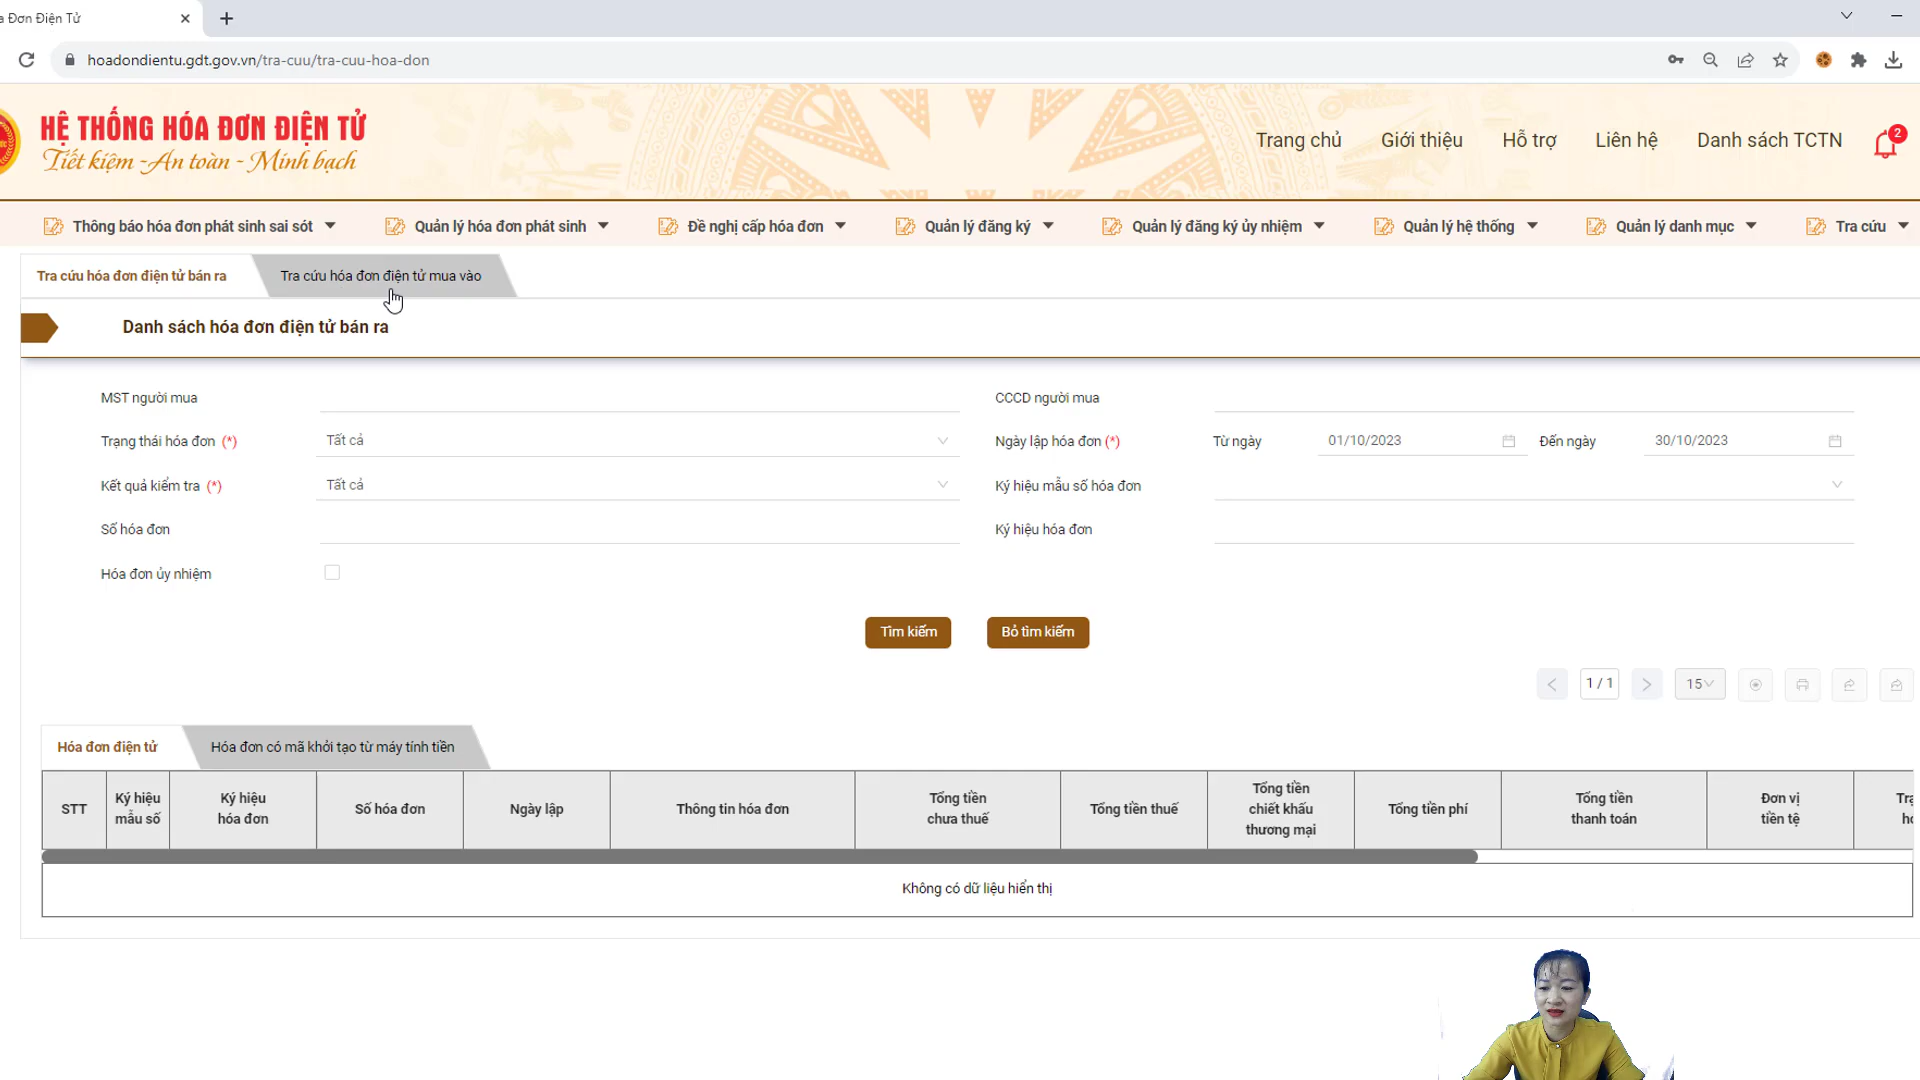 a Đơn Điện Tử
hoadondientu.gdt.gov.vn/tra-cuu/tra-cuu-hoa-don
HỆ THỐNG HÓA ĐƠN ĐIỆN TỬ
Tiết kiệm - An toàn - Minh bạch
Trang chủ Giới thiệu Hỗ trợ Liên hệ Danh sách TCTN 2
Thông báo hóa đơn phát sinh sai sót Quản lý hóa đơn phát sinh Đề nghị cấp hóa đơn Quản lý đăng ký Quản lý đăng ký ủy nhiệm Quản lý hệ thống Quản lý danh mục Tra cứu
Tra cứu hóa đơn điện tử bán ra Tra cứu hóa đơn điện tử mua vào
Danh sách hóa đơn điện tử bán ra
MST người mua CCCD người mua
Trạng thái hóa đơn (*) Tất cả Ngày lập hóa đơn (*) Từ ngày 01/10/2023 Đến ngày 30/10/2023
Kết quả kiểm tra (*) Tất cả Ký hiệu mẫu số hóa đơn
Số hóa đơn Ký hiệu hóa đơn
Hóa đơn ủy nhiệm
Tìm kiếm Bỏ tìm kiếm
1 / 1 15
Hóa đơn điện tử Hóa đơn có mã khởi tạo từ máy tính tiền
STT Ký hiệu mẫu số Ký hiệu hóa đơn Số hóa đơn Ngày lập Thông tin hóa đơn Tổng tiền chưa thuế Tổng tiền thuế Tổng tiền chiết khấu thương mại Tổng tiền phí Tổng tiền thanh toán Đơn vị tiền tệ
Không có dữ liệu hiển thị